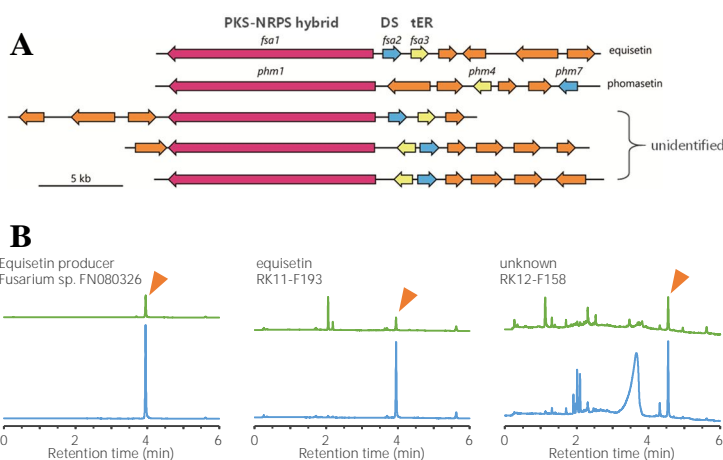 A
PKS-NRPS hybrid DS tER
fsa1 fsa2 fsa3
equisetin
phm1 phm4 phm7
phomasetin
unidentified
5 kb
B
Equisetin producer
Fusarium sp. FN080326
equisetin
RK11-F193
unknown
RK12-F158
0 2 4 6
Retention time (min)
0 2 4 6
Retention time (min)
0 2 4 6
Retention time (min)